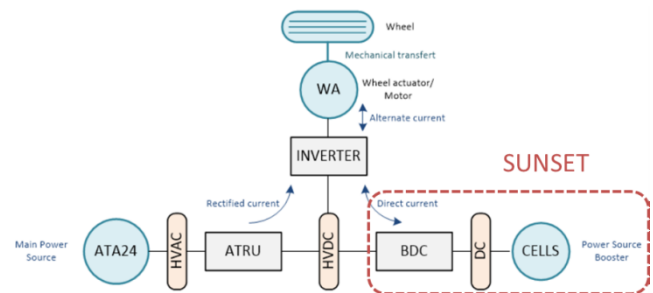 Wheel
Mechanical transfert
WA
Wheel actuator/
Motor
Alternate current
INVERTER
SUNSET
Rectified current
Direct current
Main Power
Source
ATA24
HVAC
ATRU
HVDC
BDC
DC
CELLS
Power Source
Booster